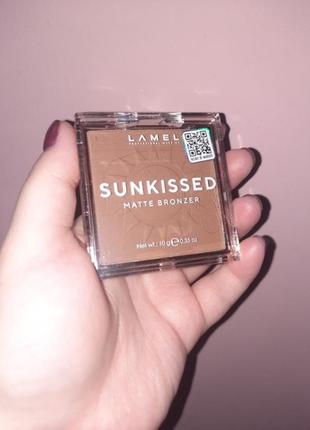 LAMEL
PROFESSIONAL MAKE UP
SUNKISSED
MATTE BRONZER
Net wt.: 10 g ℮ 0.35 oz